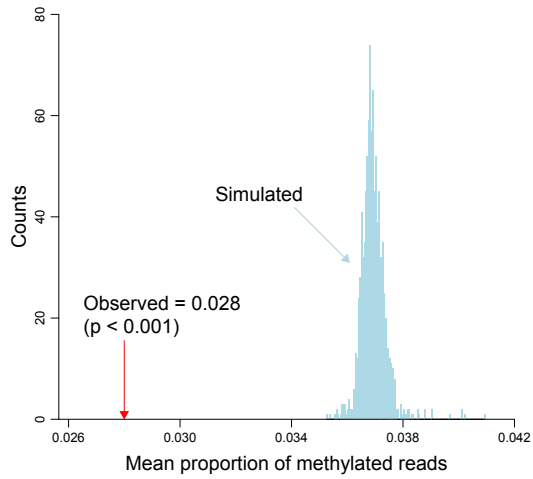 80
60
40
20
0
Counts
Simulated
Observed = 0.028
(p < 0.001)
0.026
0.030
0.034
0.038
0.042
Mean proportion of methylated reads